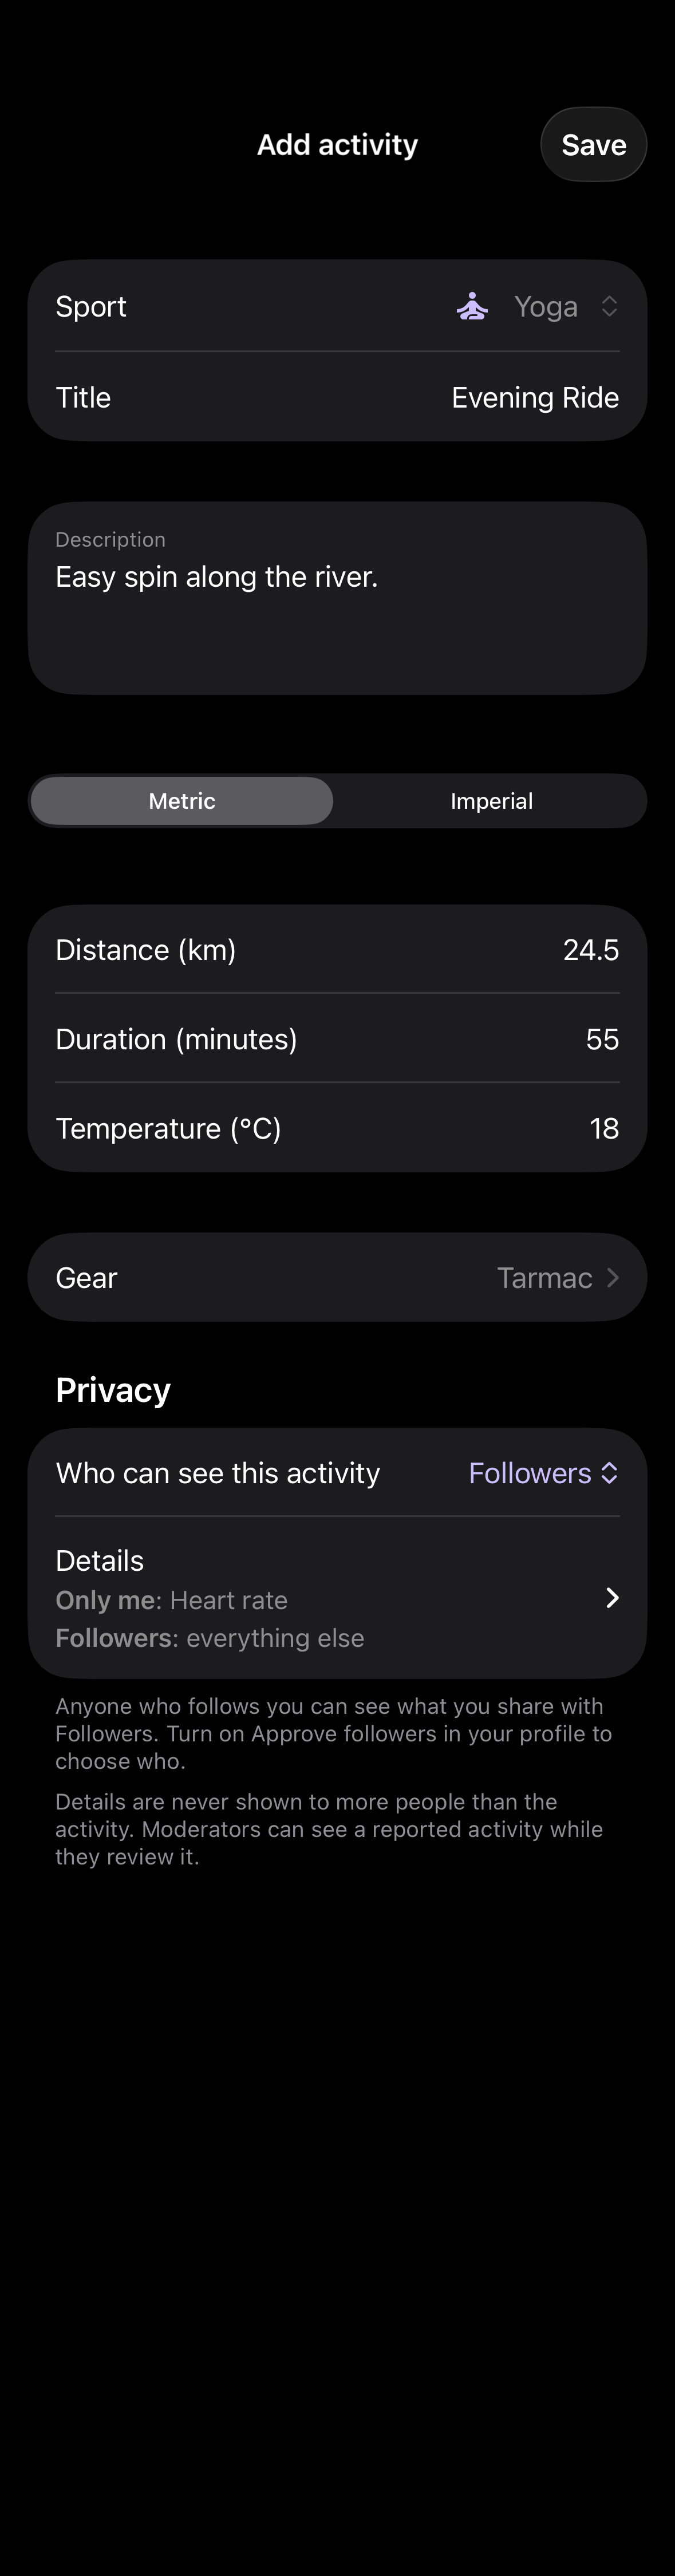 Add activity
Save
Sport
Yoga
Title
Evening Ride
Description
Easy spin along the river.
Metric
Imperial
Distance (km)
24.5
Duration (minutes)
55
Temperature (°C)
18
Gear
Tarmac
Privacy
Who can see this activity
Followers
Details
Only me: Heart rate
Followers: everything else
Anyone who follows you can see what you share with
Followers. Turn on Approve followers in your profile to
choose who.
Details are never shown to more people than the
activity. Moderators can see a reported activity while
they review it.